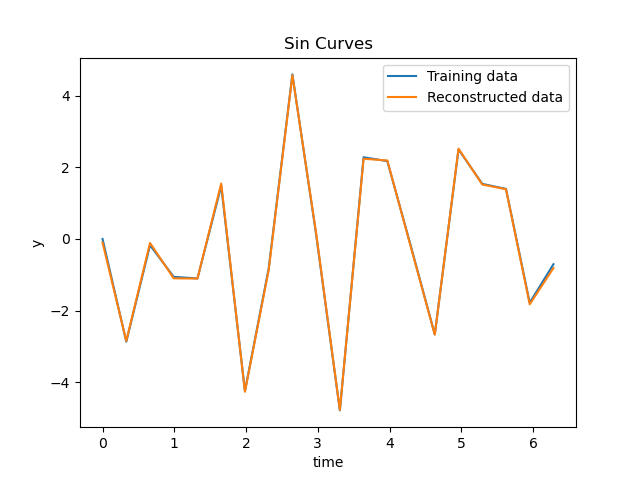 Sin Curves
Training data
Reconstructed data
4
2
0
−2
−4
y
0 1 2 3 4 5 6
time